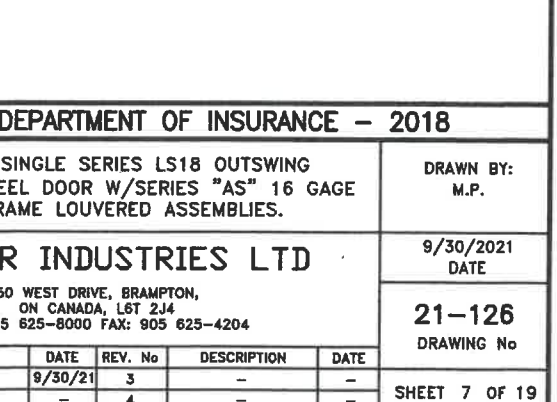 DEPARTMENT OF INSURANCE – 2018
SINGLE SERIES LS18 OUTSWING
EEL DOOR W/SERIES "AS" 16 GAGE
RAME LOUVERED ASSEMBLIES.
DRAWN BY:
M.P.
R INDUSTRIES LTD
50 WEST DRIVE, BRAMPTON,
ON CANADA, L6T 2J4
5 625-8000 FAX: 905 625-4204
9/30/2021
DATE
21-126
DRAWING No
DATE REV. No DESCRIPTION DATE
9/30/21 3 – –
– 4 – –
SHEET 7 OF 19